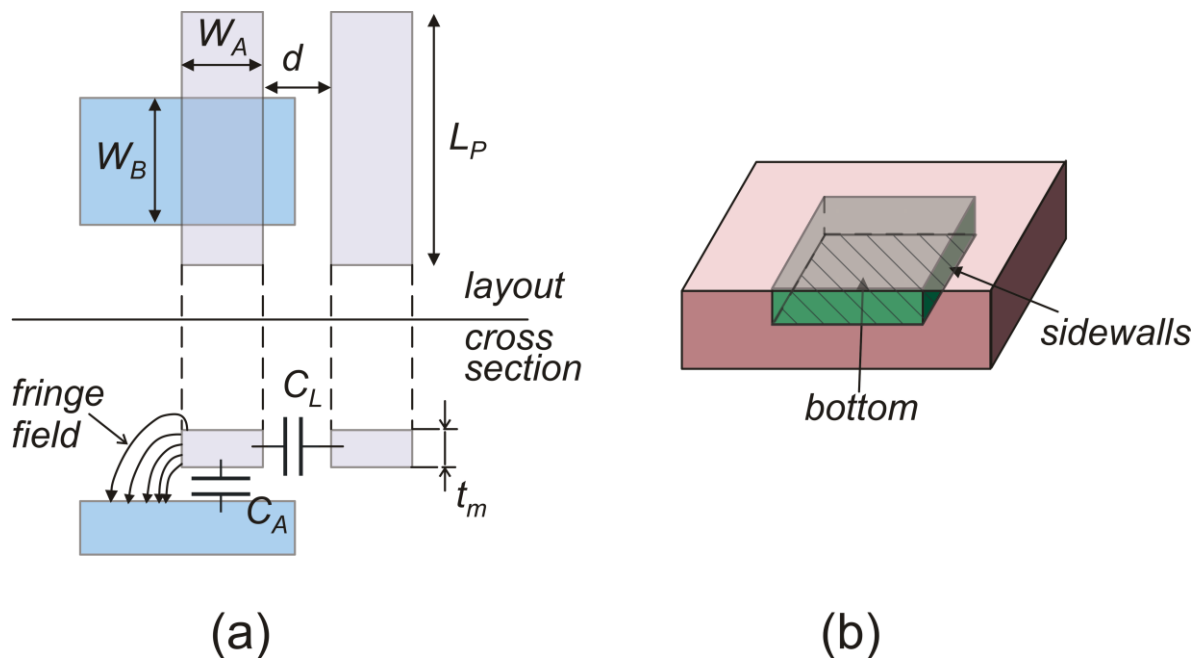 W_A
d
W_B
L_P
layout
cross
section
fringe
field
C_L
C_A
t_m
sidewalls
bottom
(a)
(b)